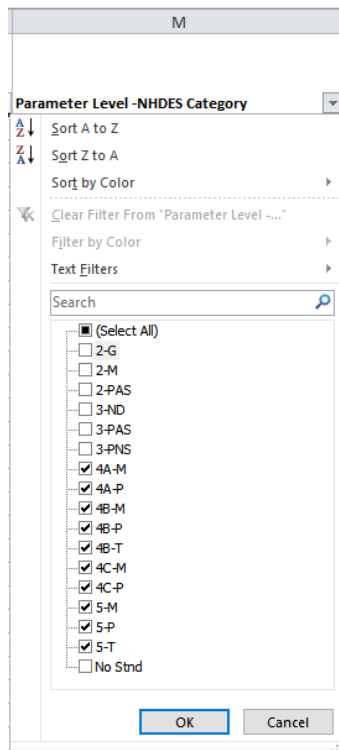 M
Parameter Level -NHDES Category
Sort A to Z
Sort Z to A
Sort by Color
Clear Filter From "Parameter Level -..."
Filter by Color
Text Filters
Search
(Select All)
2-G
2-M
2-PAS
3-ND
3-PAS
3-PNS
4A-M
4A-P
4B-M
4B-P
4B-T
4C-M
4C-P
5-M
5-P
5-T
No Stnd
OK Cancel